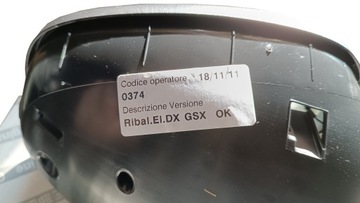 Codice operatore 18/11/11
0374
Descrizione Versione
Ribal.El.DX GSX OK